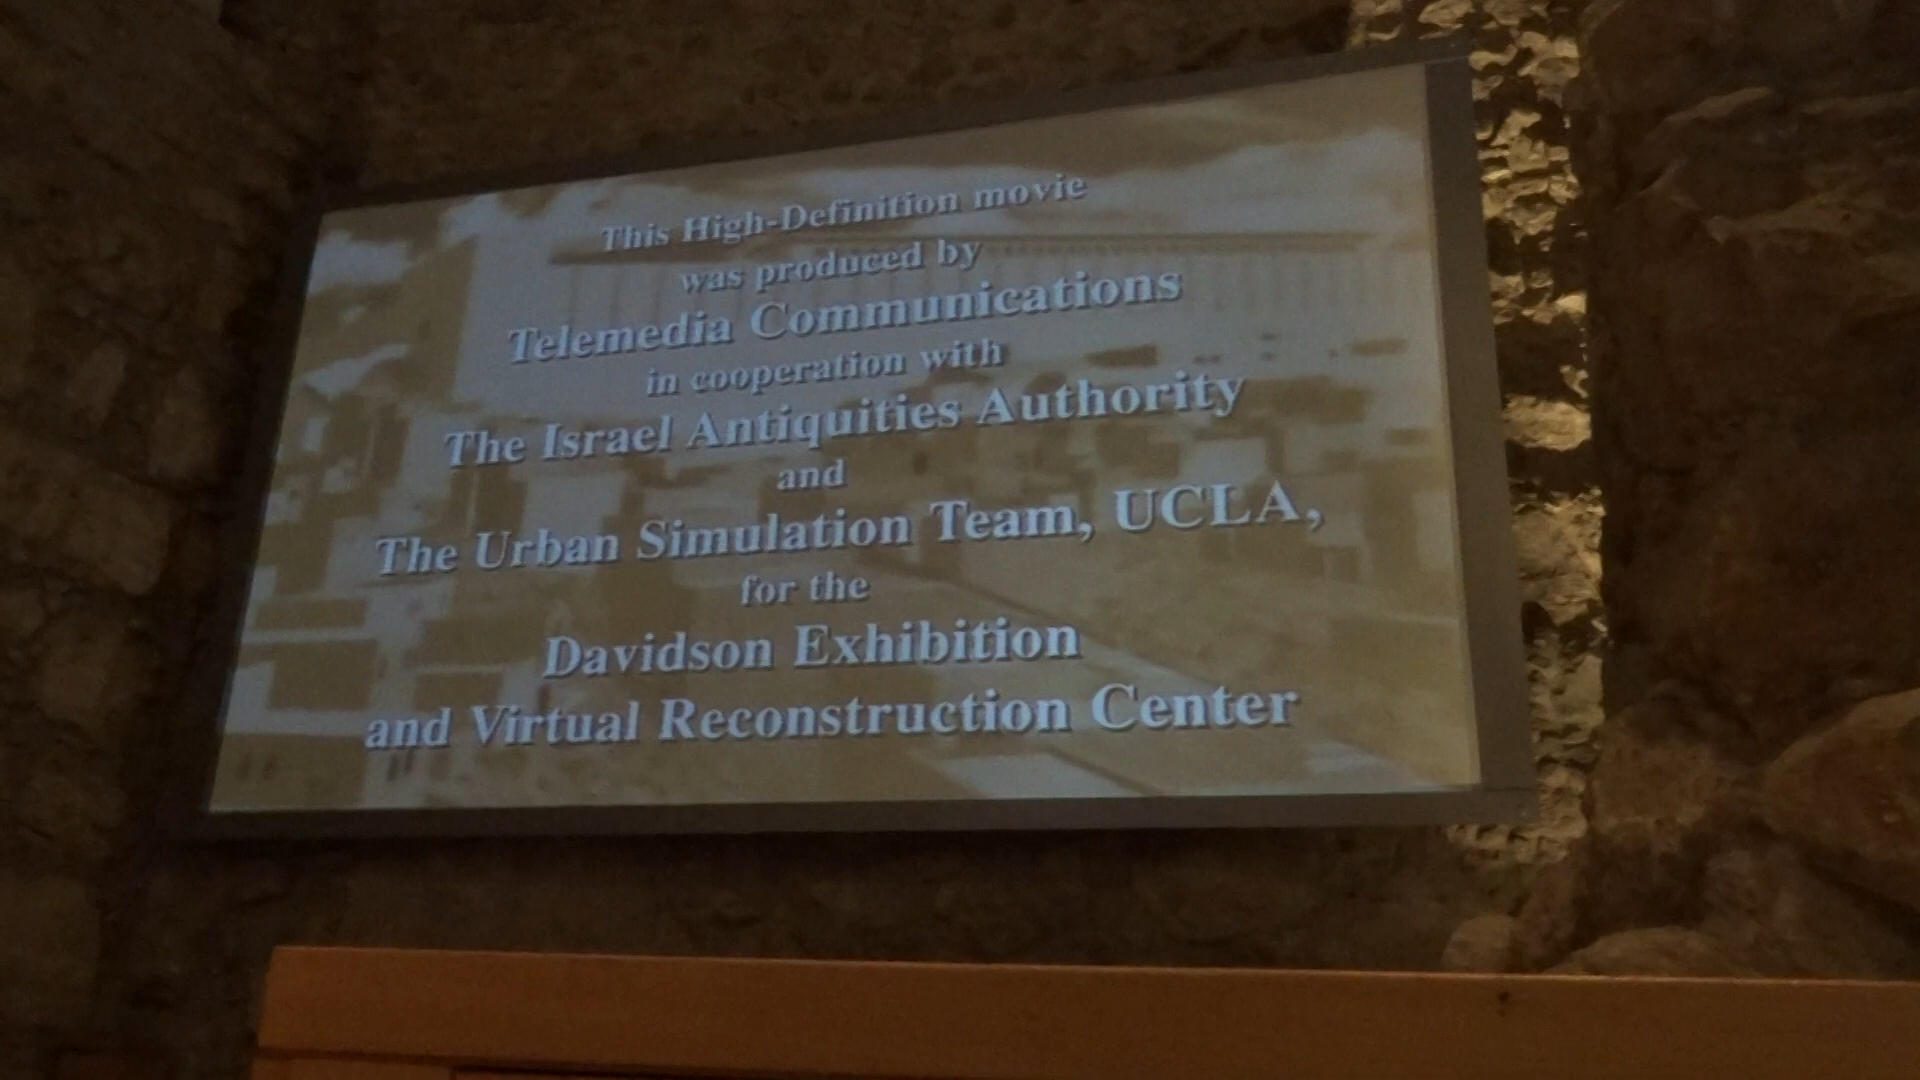 This High-Definition movie
was produced by
Telemedia Communications
in cooperation with
The Israel Antiquities Authority
and
The Urban Simulation Team, UCLA,
for the
Davidson Exhibition
and Virtual Reconstruction Center